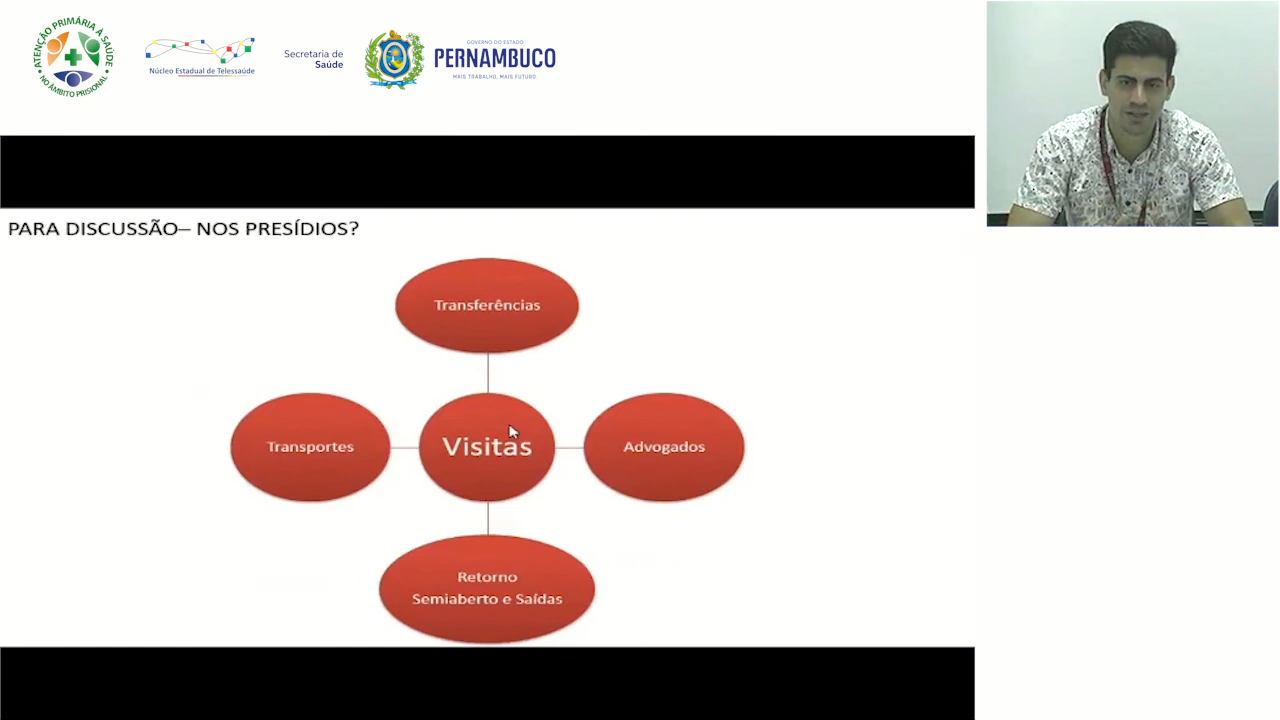 ATENÇÃO PRIMÁRIA À SAÚDE
NO ÂMBITO PRISIONAL
Núcleo Estadual de Telessaúde
Secretaria de
Saúde
GOVERNO DO ESTADO
PERNAMBUCO
MAIS TRABALHO, MAIS FUTURO.
PARA DISCUSSÃO– NOS PRESÍDIOS?
Transferências
Transportes
Visitas
Advogados
Retorno
Semiaberto e Saídas